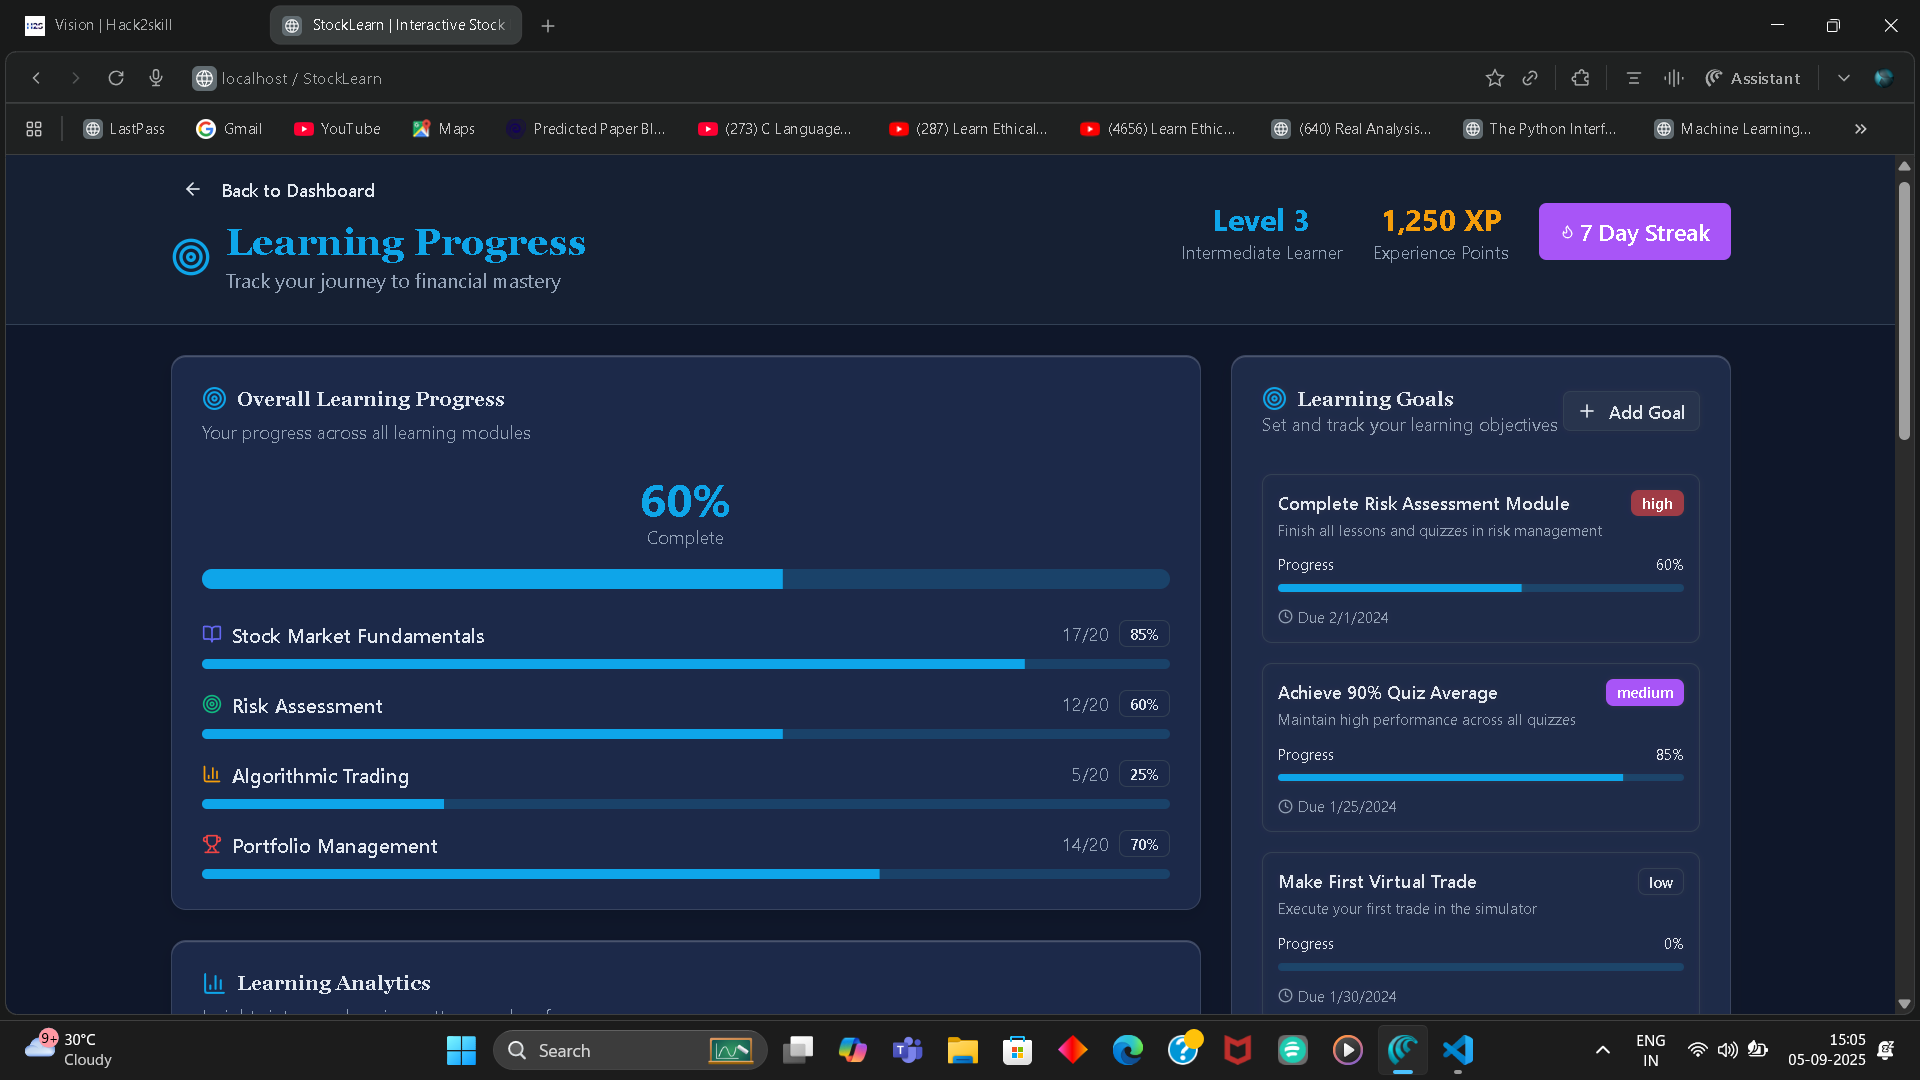 Vision | Hack2skill
StockLearn | Interactive Stock
localhost / StockLearn
Assistant
LastPass
Gmail
YouTube
Maps
Predicted Paper Bl...
(273) C Language...
(287) Learn Ethical...
(4656) Learn Ethic...
(640) Real Analysis...
The Python Interf...
Machine Learning...
Back to Dashboard
Learning Progress
Track your journey to financial mastery
Level 3
Intermediate Learner
1,250 XP
Experience Points
7 Day Streak
Overall Learning Progress
Your progress across all learning modules
60%
Complete
Stock Market Fundamentals 17/20 85%
Risk Assessment 12/20 60%
Algorithmic Trading 5/20 25%
Portfolio Management 14/20 70%
Learning Analytics
Learning Goals
Set and track your learning objectives
Add Goal
Complete Risk Assessment Module high
Finish all lessons and quizzes in risk management
Progress 60%
Due 2/1/2024
Achieve 90% Quiz Average medium
Maintain high performance across all quizzes
Progress 85%
Due 1/25/2024
Make First Virtual Trade low
Execute your first trade in the simulator
Progress 0%
Due 1/30/2024
9+
30°C
Cloudy
Search
ENG
IN
15:05
05-09-2025